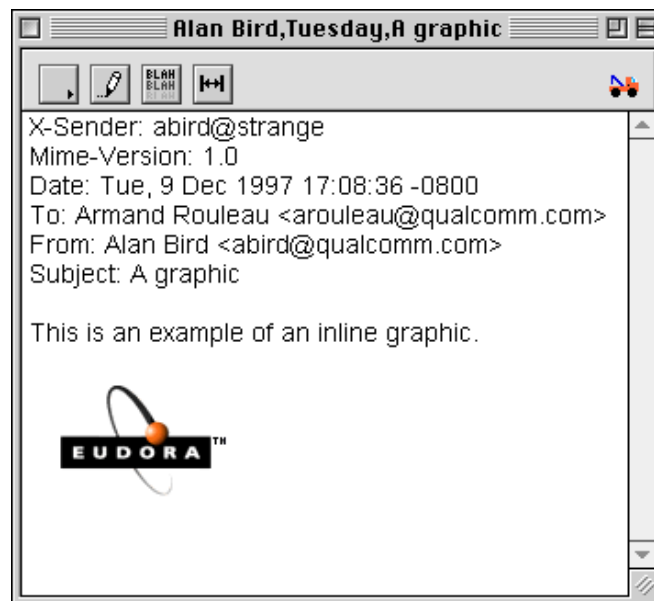 Alan Bird,Tuesday,A graphic
BLAH
BLAH
X-Sender: abird@strange
Mime-Version: 1.0
Date: Tue, 9 Dec 1997 17:08:36 -0800
To: Armand Rouleau <arouleau@qualcomm.com>
From: Alan Bird <abird@qualcomm.com>
Subject: A graphic
This is an example of an inline graphic.
EUDORA™